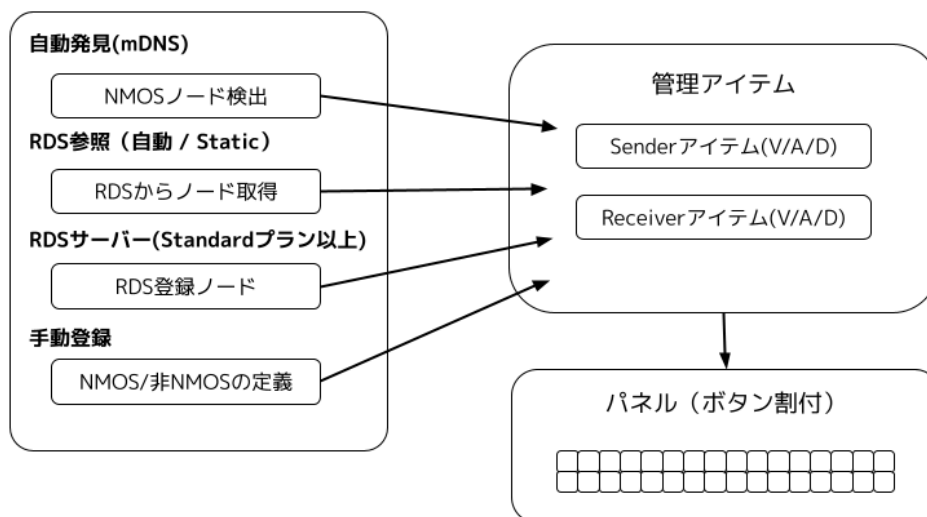 自動発見(mDNS)
NMOSノード検出
RDS参照（自動 / Static）
RDSからノード取得
RDSサーバー(Standardプラン以上)
RDS登録ノード
手動登録
NMOS/非NMOSの定義
管理アイテム
Senderアイテム(V/A/D)
Receiverアイテム(V/A/D)
パネル（ボタン割付）